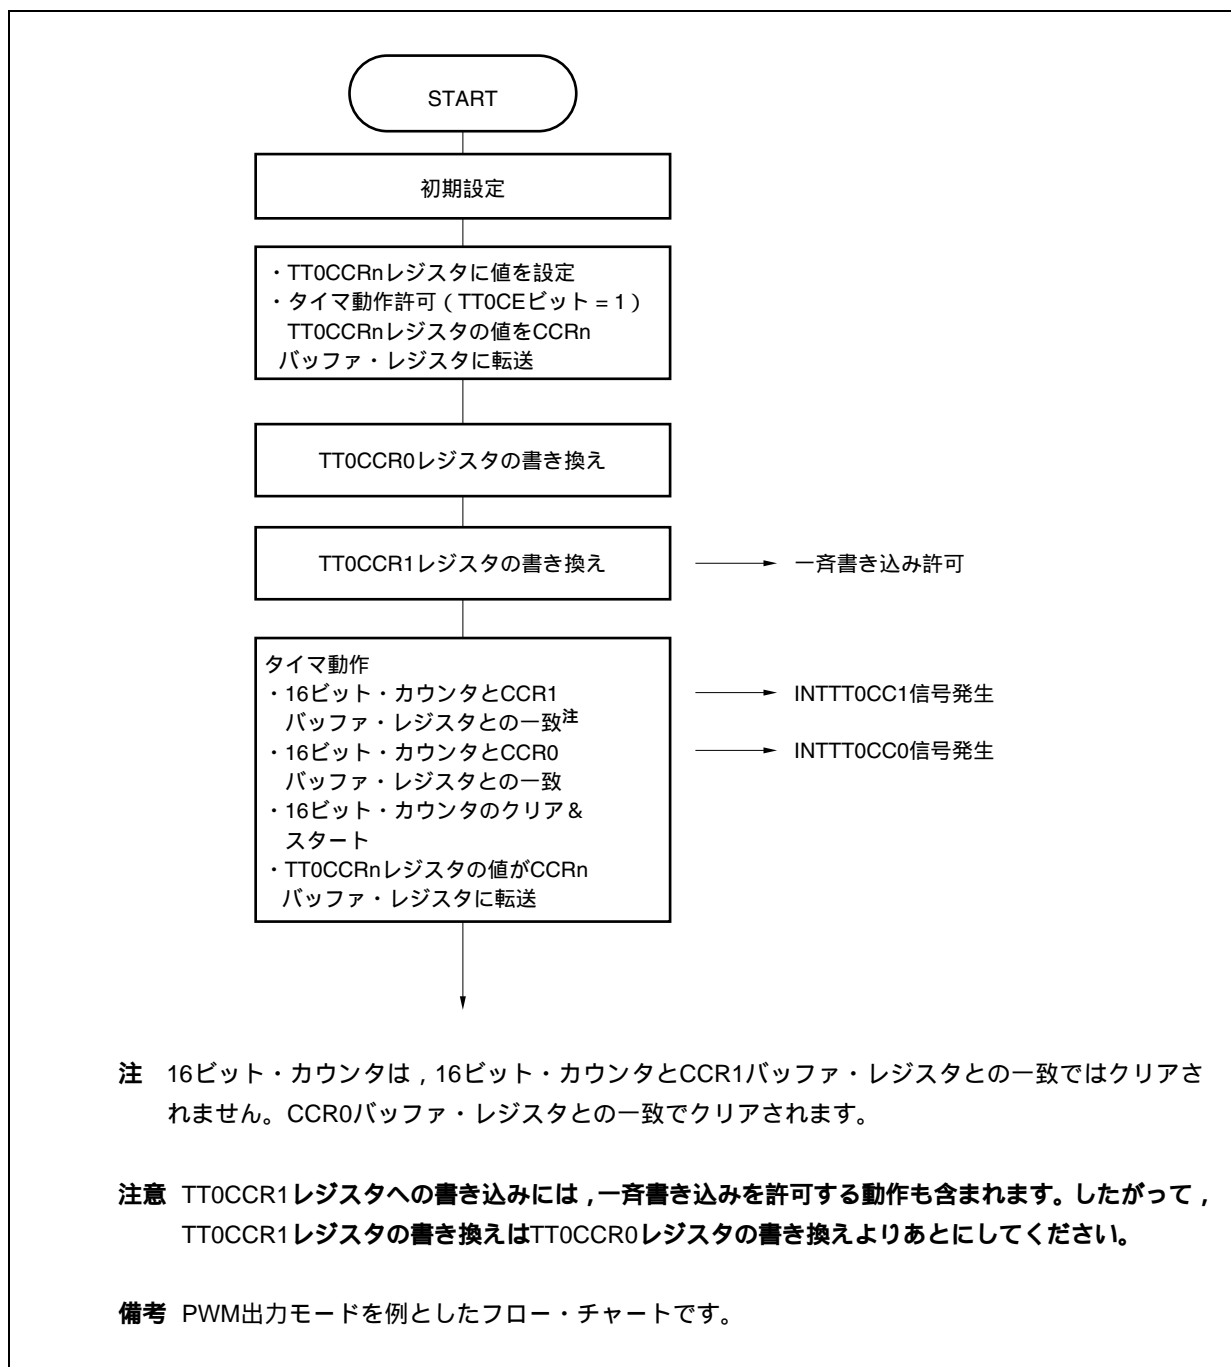 START
初期設定
・TT0CCRnレジスタに値を設定
・タイマ動作許可（TT0CEビット = 1）
TT0CCRnレジスタの値をCCRn
バッファ・レジスタに転送
TT0CCR0レジスタの書き換え
TT0CCR1レジスタの書き換え
一斉書き込み許可
タイマ動作
・16ビット・カウンタとCCR1
バッファ・レジスタとの一致注
・16ビット・カウンタとCCR0
バッファ・レジスタとの一致
・16ビット・カウンタのクリア＆
スタート
・TT0CCRnレジスタの値がCCRn
バッファ・レジスタに転送
INTTT0CC1信号発生
INTTT0CC0信号発生
注 16ビット・カウンタは，16ビット・カウンタとCCR1バッファ・レジスタとの一致ではクリアさ
れません。CCR0バッファ・レジスタとの一致でクリアされます。
注意 TT0CCR1レジスタへの書き込みには，一斉書き込みを許可する動作も含まれます。したがって，
TT0CCR1レジスタの書き換えはTT0CCR0レジスタの書き換えよりあとにしてください。
備考 PWM出力モードを例としたフロー・チャートです。